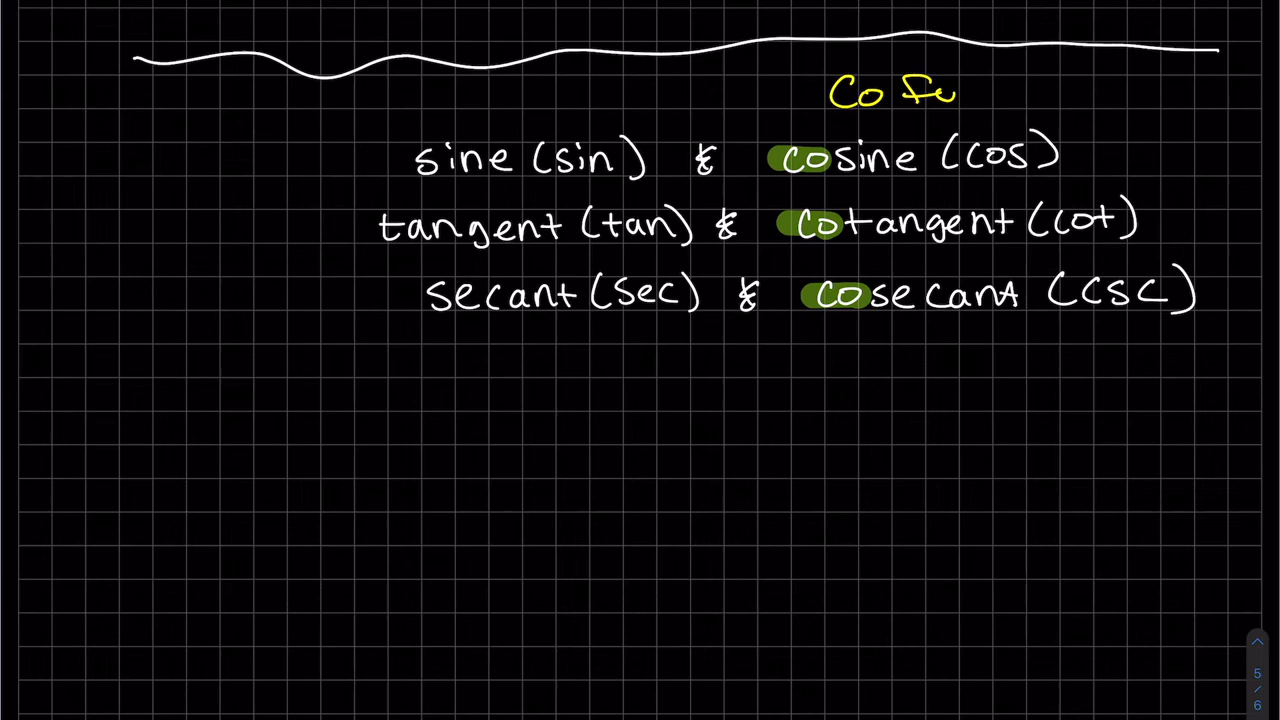 Co Fu
sine (sin) & cosine (cos)
tangent (tan) & cotangent (cot)
secant (sec) & cosecant (csc)
5 / 6